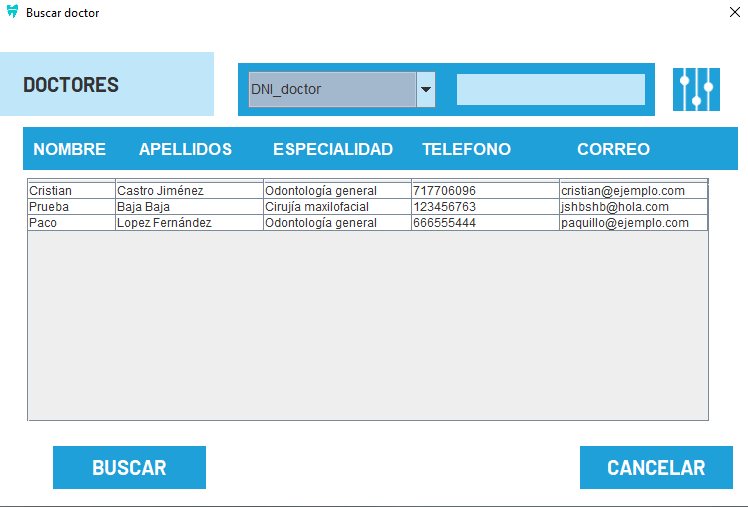 Buscar doctor
DOCTORES
DNI_doctor
NOMBRE APELLIDOS ESPECIALIDAD TELEFONO CORREO
Cristian Castro Jiménez Odontología general 717706096 cristian@ejemplo.com
Prueba Baja Baja Cirujía maxilofacial 123456763 jshbshb@hola.com
Paco Lopez Fernández Odontología general 666555444 paquillo@ejemplo.com
BUSCAR CANCELAR